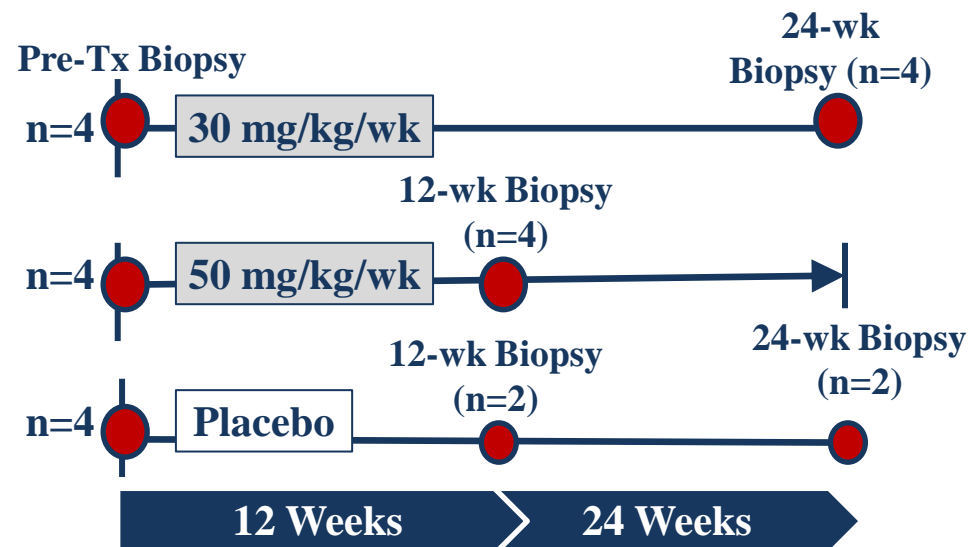 Pre-Tx Biopsy
24-wk
Biopsy (n=4)
n=4
30 mg/kg/wk
12-wk Biopsy
(n=4)
n=4
50 mg/kg/wk
12-wk Biopsy
(n=2)
24-wk Biopsy
(n=2)
n=4
Placebo
12 Weeks
24 Weeks